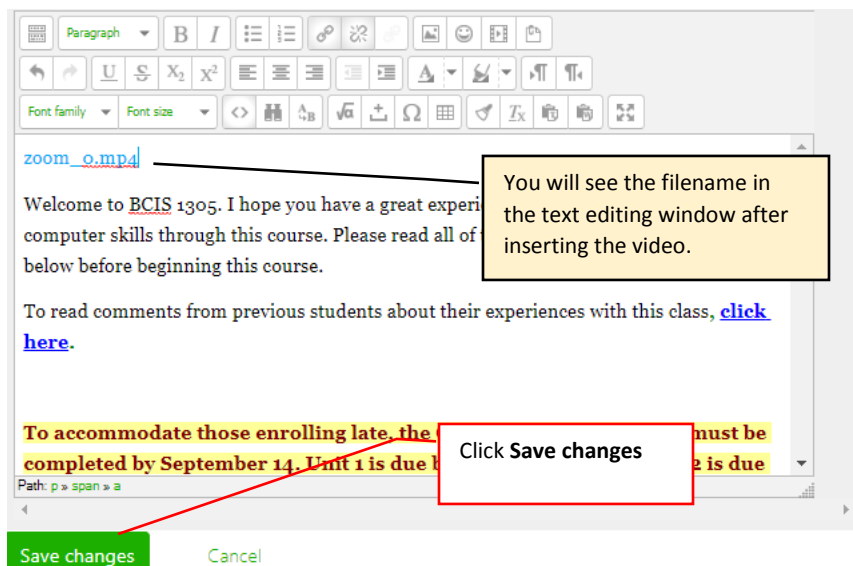 Paragraph B I
U S X2 X² A
Font family Font size <> A B √α Ω Tx
zoom_0.mp4
You will see the filename in
the text editing window after
inserting the video.
Welcome to BCIS 1305. I hope you have a great
computer skills through this course. Please read all of
below before beginning this course.
To read comments from previous students about their experiences with this class, click
here.
To accommodate those enrolling late, the must be
completed by September 14. Unit 1 is due 2 is due
Click Save changes
Path: p » span » a
Save changes Cancel